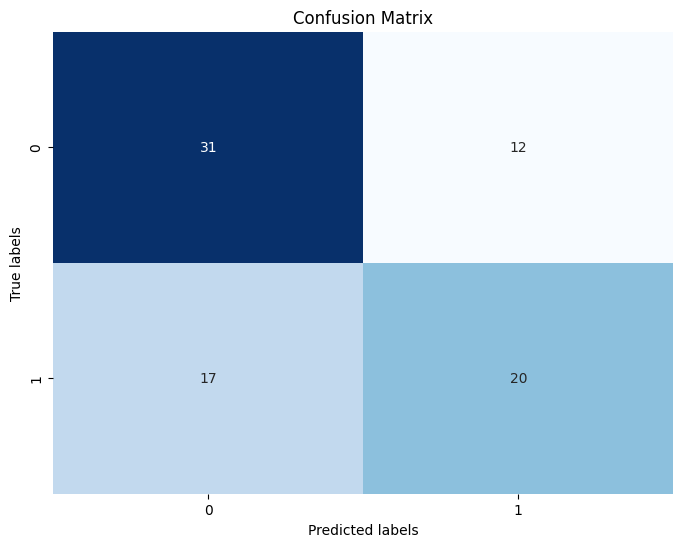 Confusion Matrix
True labels
0
31
12
1
17
20
0
1
Predicted labels